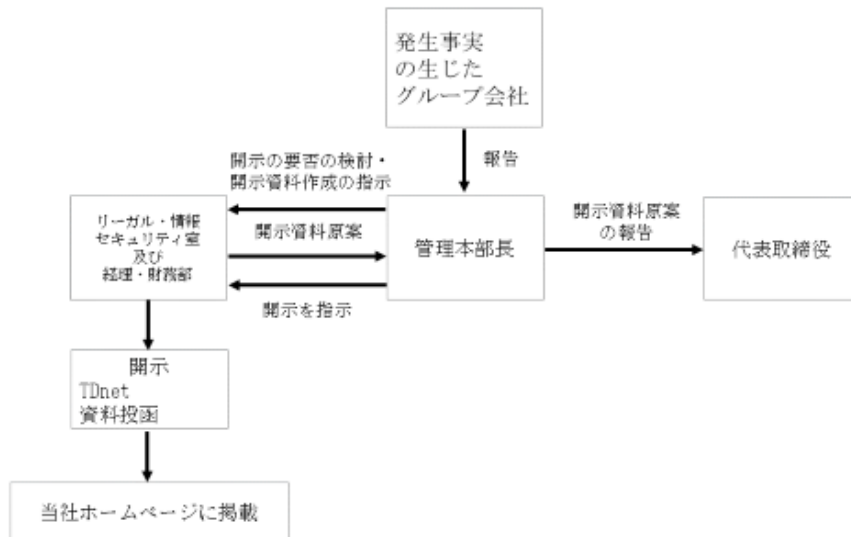 発生事実
の生じた
グループ会社
報告
開示の要否の検討・
開示資料作成の指示
リーガル・情報
セキュリティ室
及び
経理・財務部
開示資料原案
開示を指示
管理本部長
開示資料原案
の報告
代表取締役
開示
TDnet
資料投函
当社ホームページに掲載